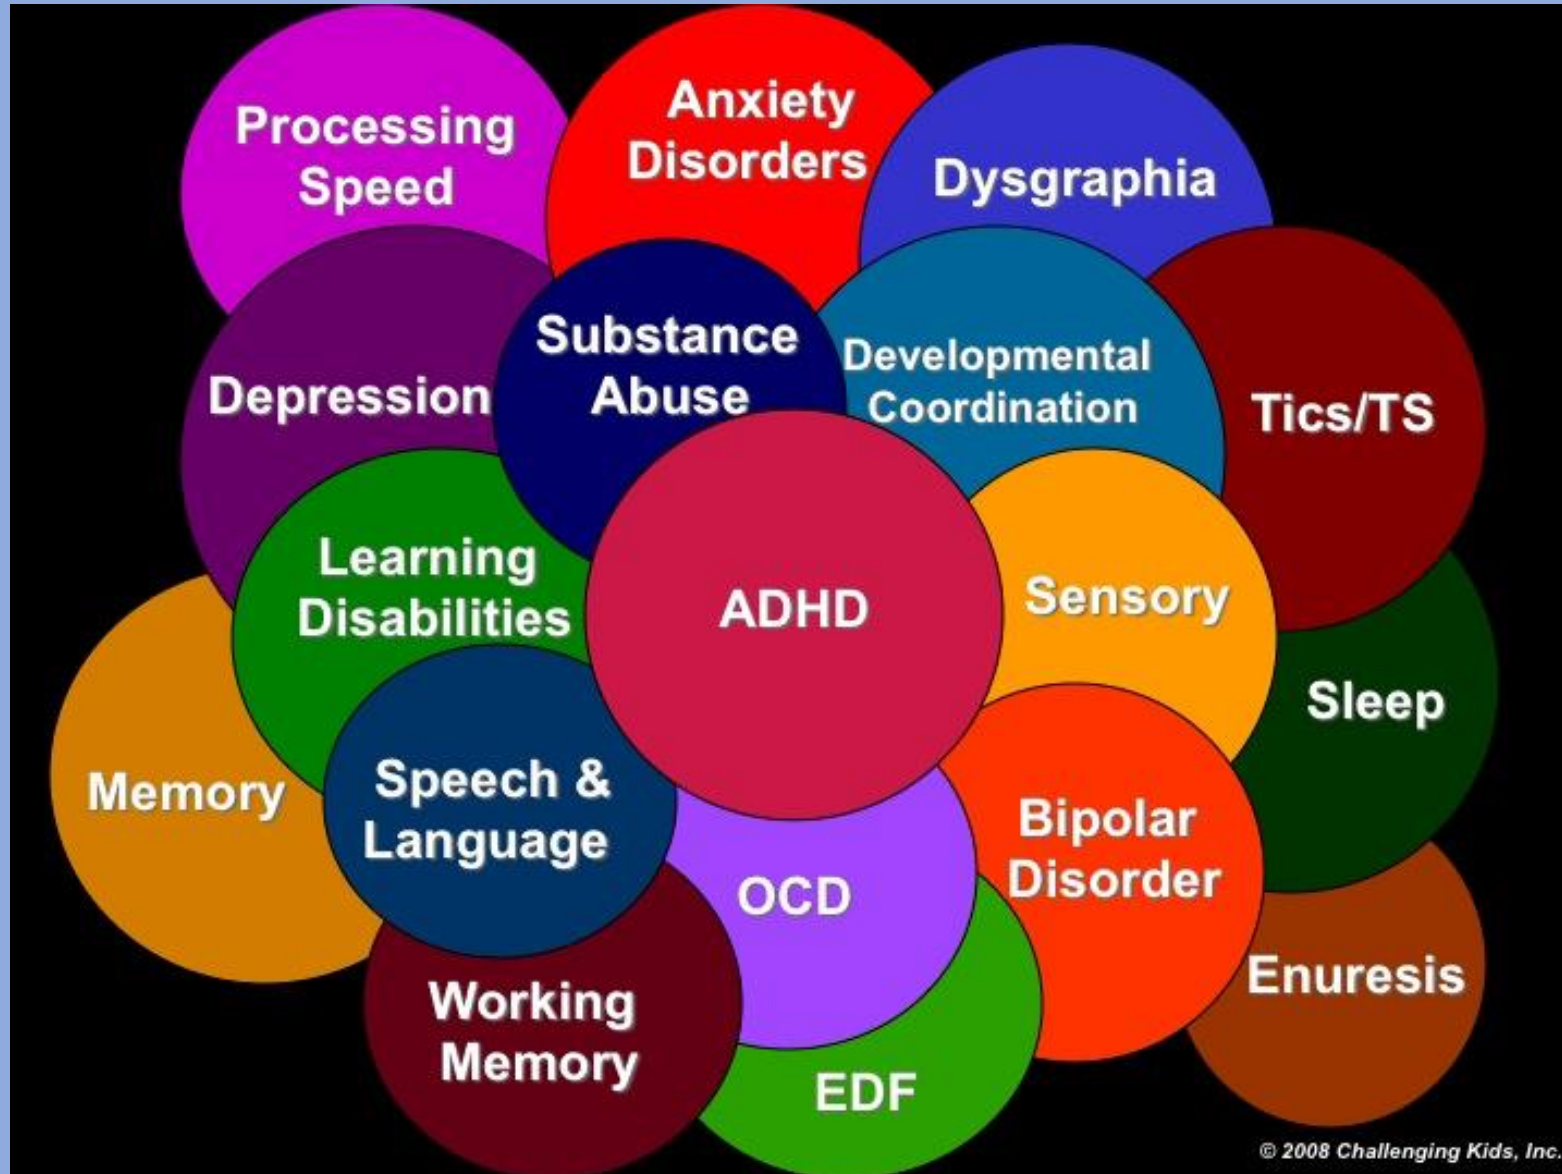 Processing
Speed
Anxiety
Disorders
Dysgraphia
Depression
Substance
Abuse
Developmental
Coordination
Tics/TS
Learning
Disabilities
ADHD
Sensory
Sleep
Memory
Speech &
Language
OCD
Bipolar
Disorder
Enuresis
Working
Memory
EDF
© 2008 Challenging Kids, Inc.